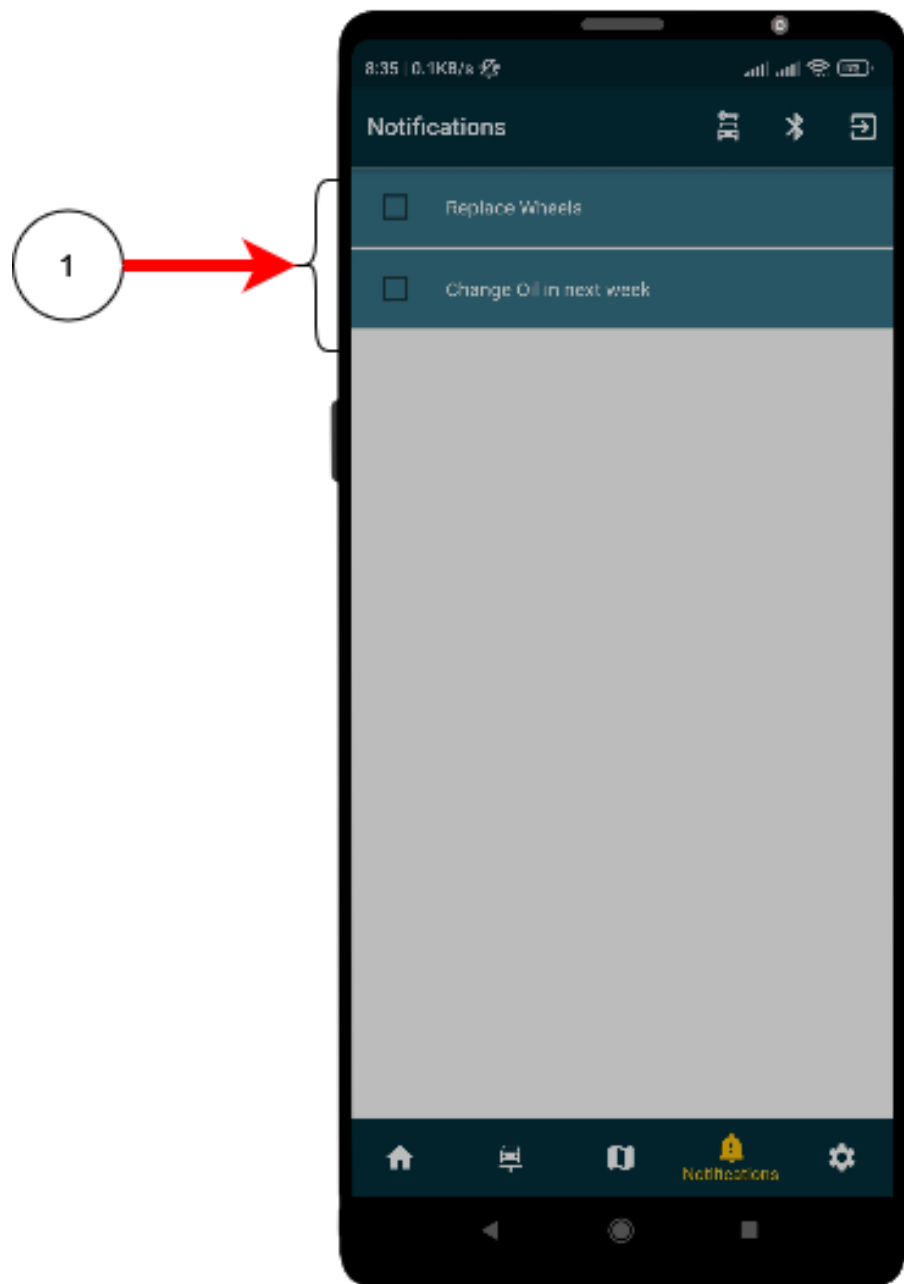 8:35 | 0.1KB/s
Notifications
Replace Wheels
1
Change Oil in next week
Notifications